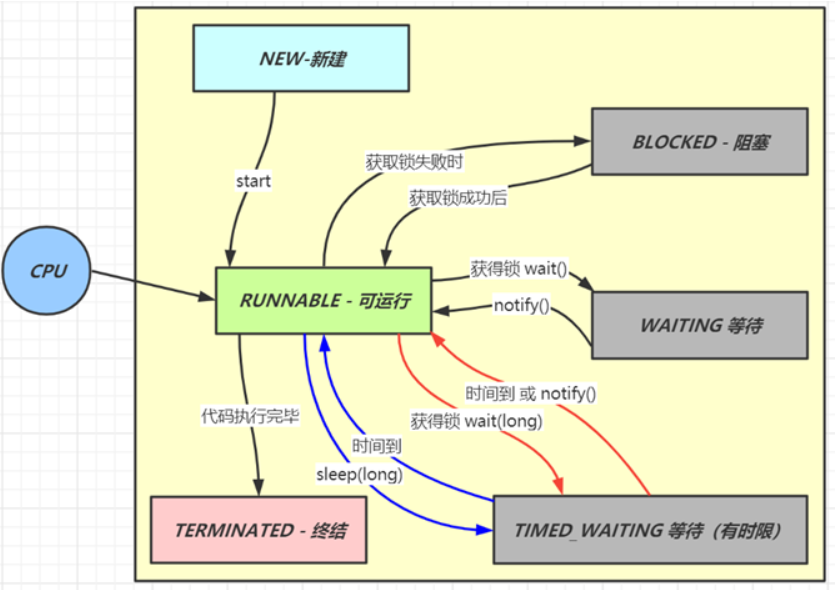 NEW-新建
获取锁失败时
BLOCKED - 阻塞
start
获取锁成功后
CPU
获得锁 wait()
RUNNABLE - 可运行
notify()
WAITING 等待
时间到 或 notify()
代码执行完毕
获得锁 wait(long)
时间到
sleep(long)
TERMINATED - 终结
TIMED_WAITING 等待（有时限）